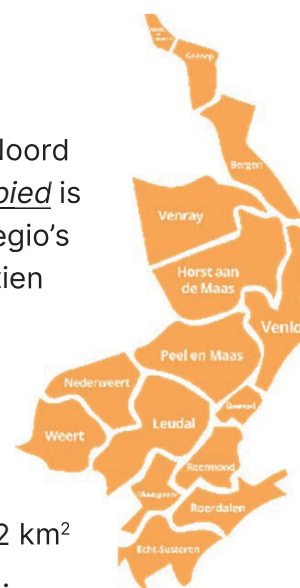 Gennep
Bergen
loord
bied is
egio's
tien
Venray
Horst aan
de Maas
Venlo
Peel en Maas
Nederweert
Beesel
Leudal
Weert
Roermond
Maasgouw
Roerdalen
Echt-Susteren
2 km²